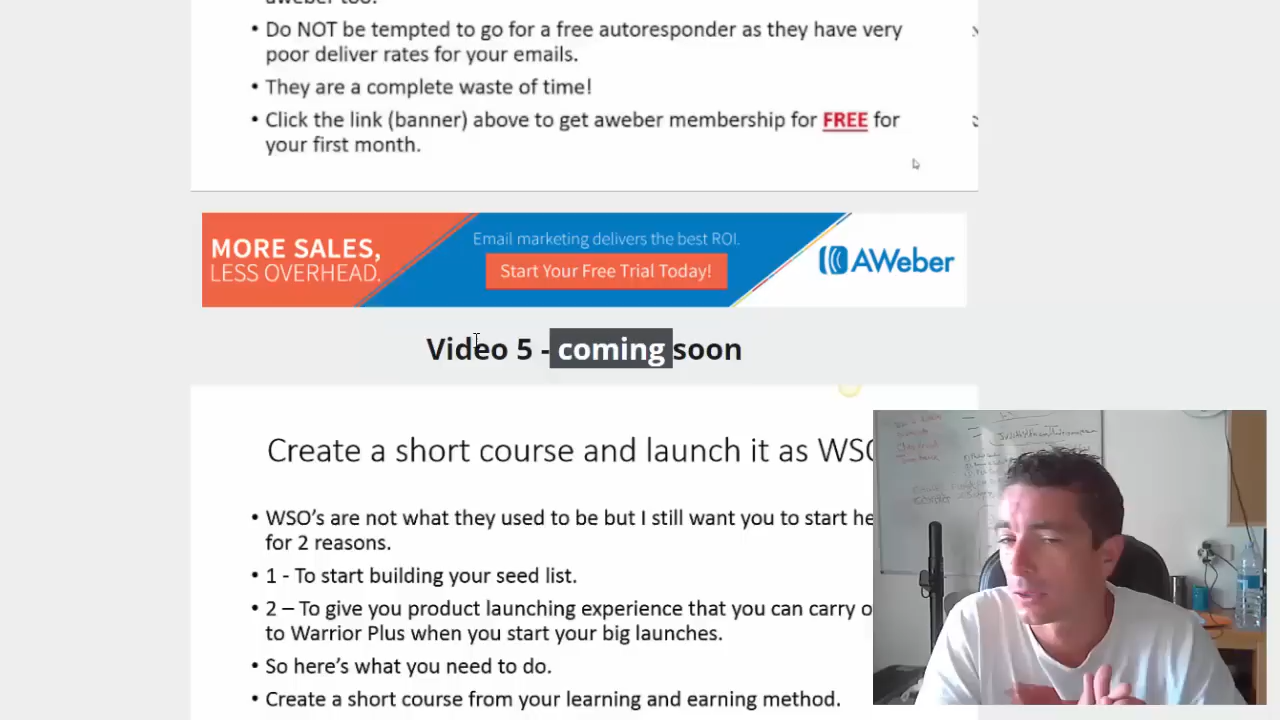 aweber too.
• Do NOT be tempted to go for a free autoresponder as they have very
poor deliver rates for your emails.
• They are a complete waste of time!
• Click the link (banner) above to get aweber membership for FREE for
your first month.
MORE SALES,
LESS OVERHEAD.
Email marketing delivers the best ROI.
Start Your Free Trial Today!
AWeber
Video 5 - coming soon
Create a short course and launch it as WSO
• WSO's are not what they used to be but I still want you to start
for 2 reasons.
• 1 - To start building your seed list.
• 2 – To give you product launching experience that you can carry
to Warrior Plus when you start your big launches.
• So here's what you need to do.
• Create a short course from your learning and earning method.